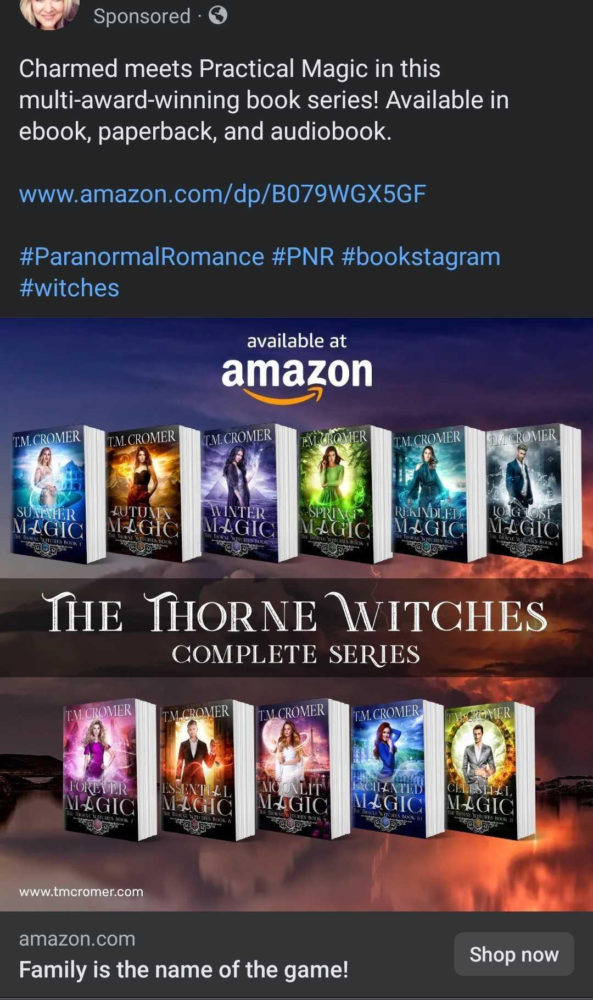 Sponsored ·
Charmed meets Practical Magic in this
multi-award-winning book series! Available in
ebook, paperback, and audiobook.
www.amazon.com/dp/B079WGX5GF
#ParanormalRomance #PNR #bookstagram
#witches
available at
amazon
T.M. CROMER
SUMMER
MAGIC
THE THORNE WITCHES BOOK 1
T.M. CROMER
AUTUMN
MAGIC
THE THORNE WITCHES BOOK 2
T.M. CROMER
WINTER
MAGIC
THE THORNE WITCHES BOOK 3
T.M. CROMER
SPRING
MAGIC
THE THORNE WITCHES BOOK 4
T.M. CROMER
REKINDLED
MAGIC
THE THORNE WITCHES BOOK 5
T.M. CROMER
LONG LOST
MAGIC
THE THORNE WITCHES BOOK 6
THE THORNE WITCHES
COMPLETE SERIES
T.M. CROMER
FOREVER
MAGIC
THE THORNE WITCHES BOOK 7
T.M. CROMER
ESSENTIAL
MAGIC
THE THORNE WITCHES BOOK 8
T.M. CROMER
MOONLIT
MAGIC
THE THORNE WITCHES BOOK 9
T.M. CROMER
ENCHANTED
MAGIC
THE THORNE WITCHES BOOK 10
T.M. CROMER
CELESTIAL
MAGIC
THE THORNE WITCHES BOOK 11
www.tmcromer.com
amazon.com
Family is the name of the game!
Shop now